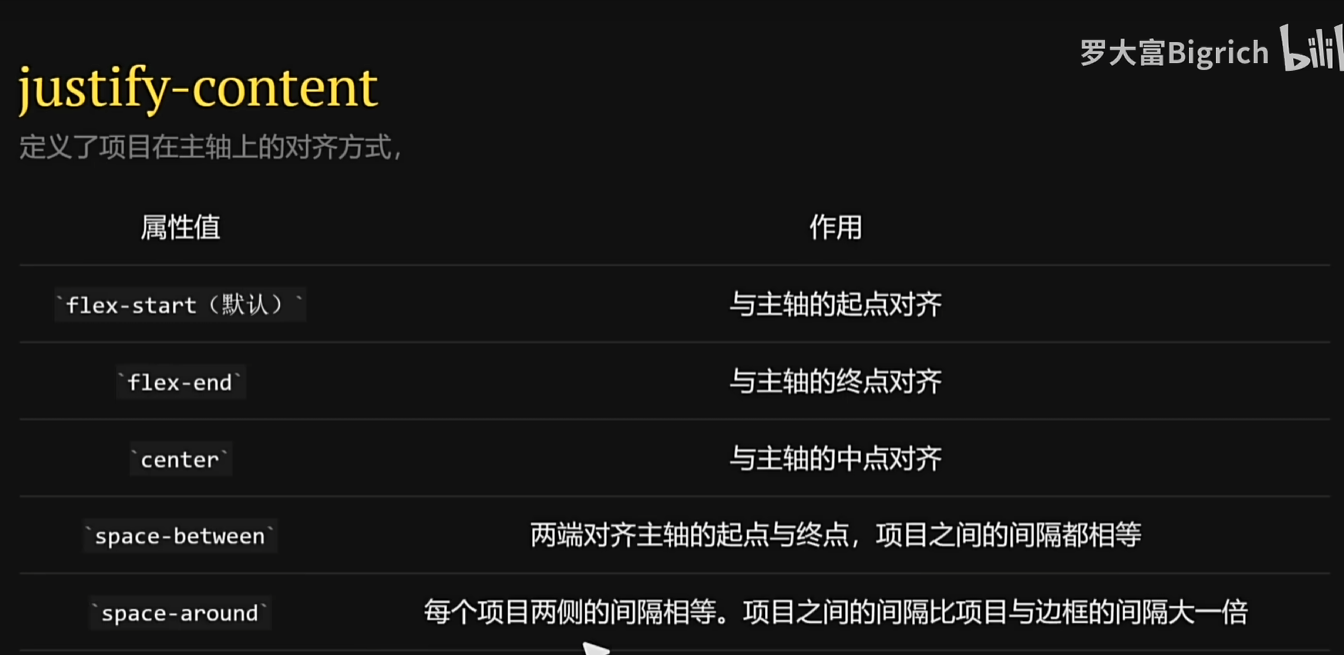 罗大富Bigrich bilibili
justify-content
定义了项目在主轴上的对齐方式,
属性值 作用
`flex-start（默认）` 与主轴的起点对齐
`flex-end` 与主轴的终点对齐
`center` 与主轴的中点对齐
`space-between` 两端对齐主轴的起点与终点，项目之间的间隔都相等
`space-around` 每个项目两侧的间隔相等。项目之间的间隔比项目与边框的间隔大一倍